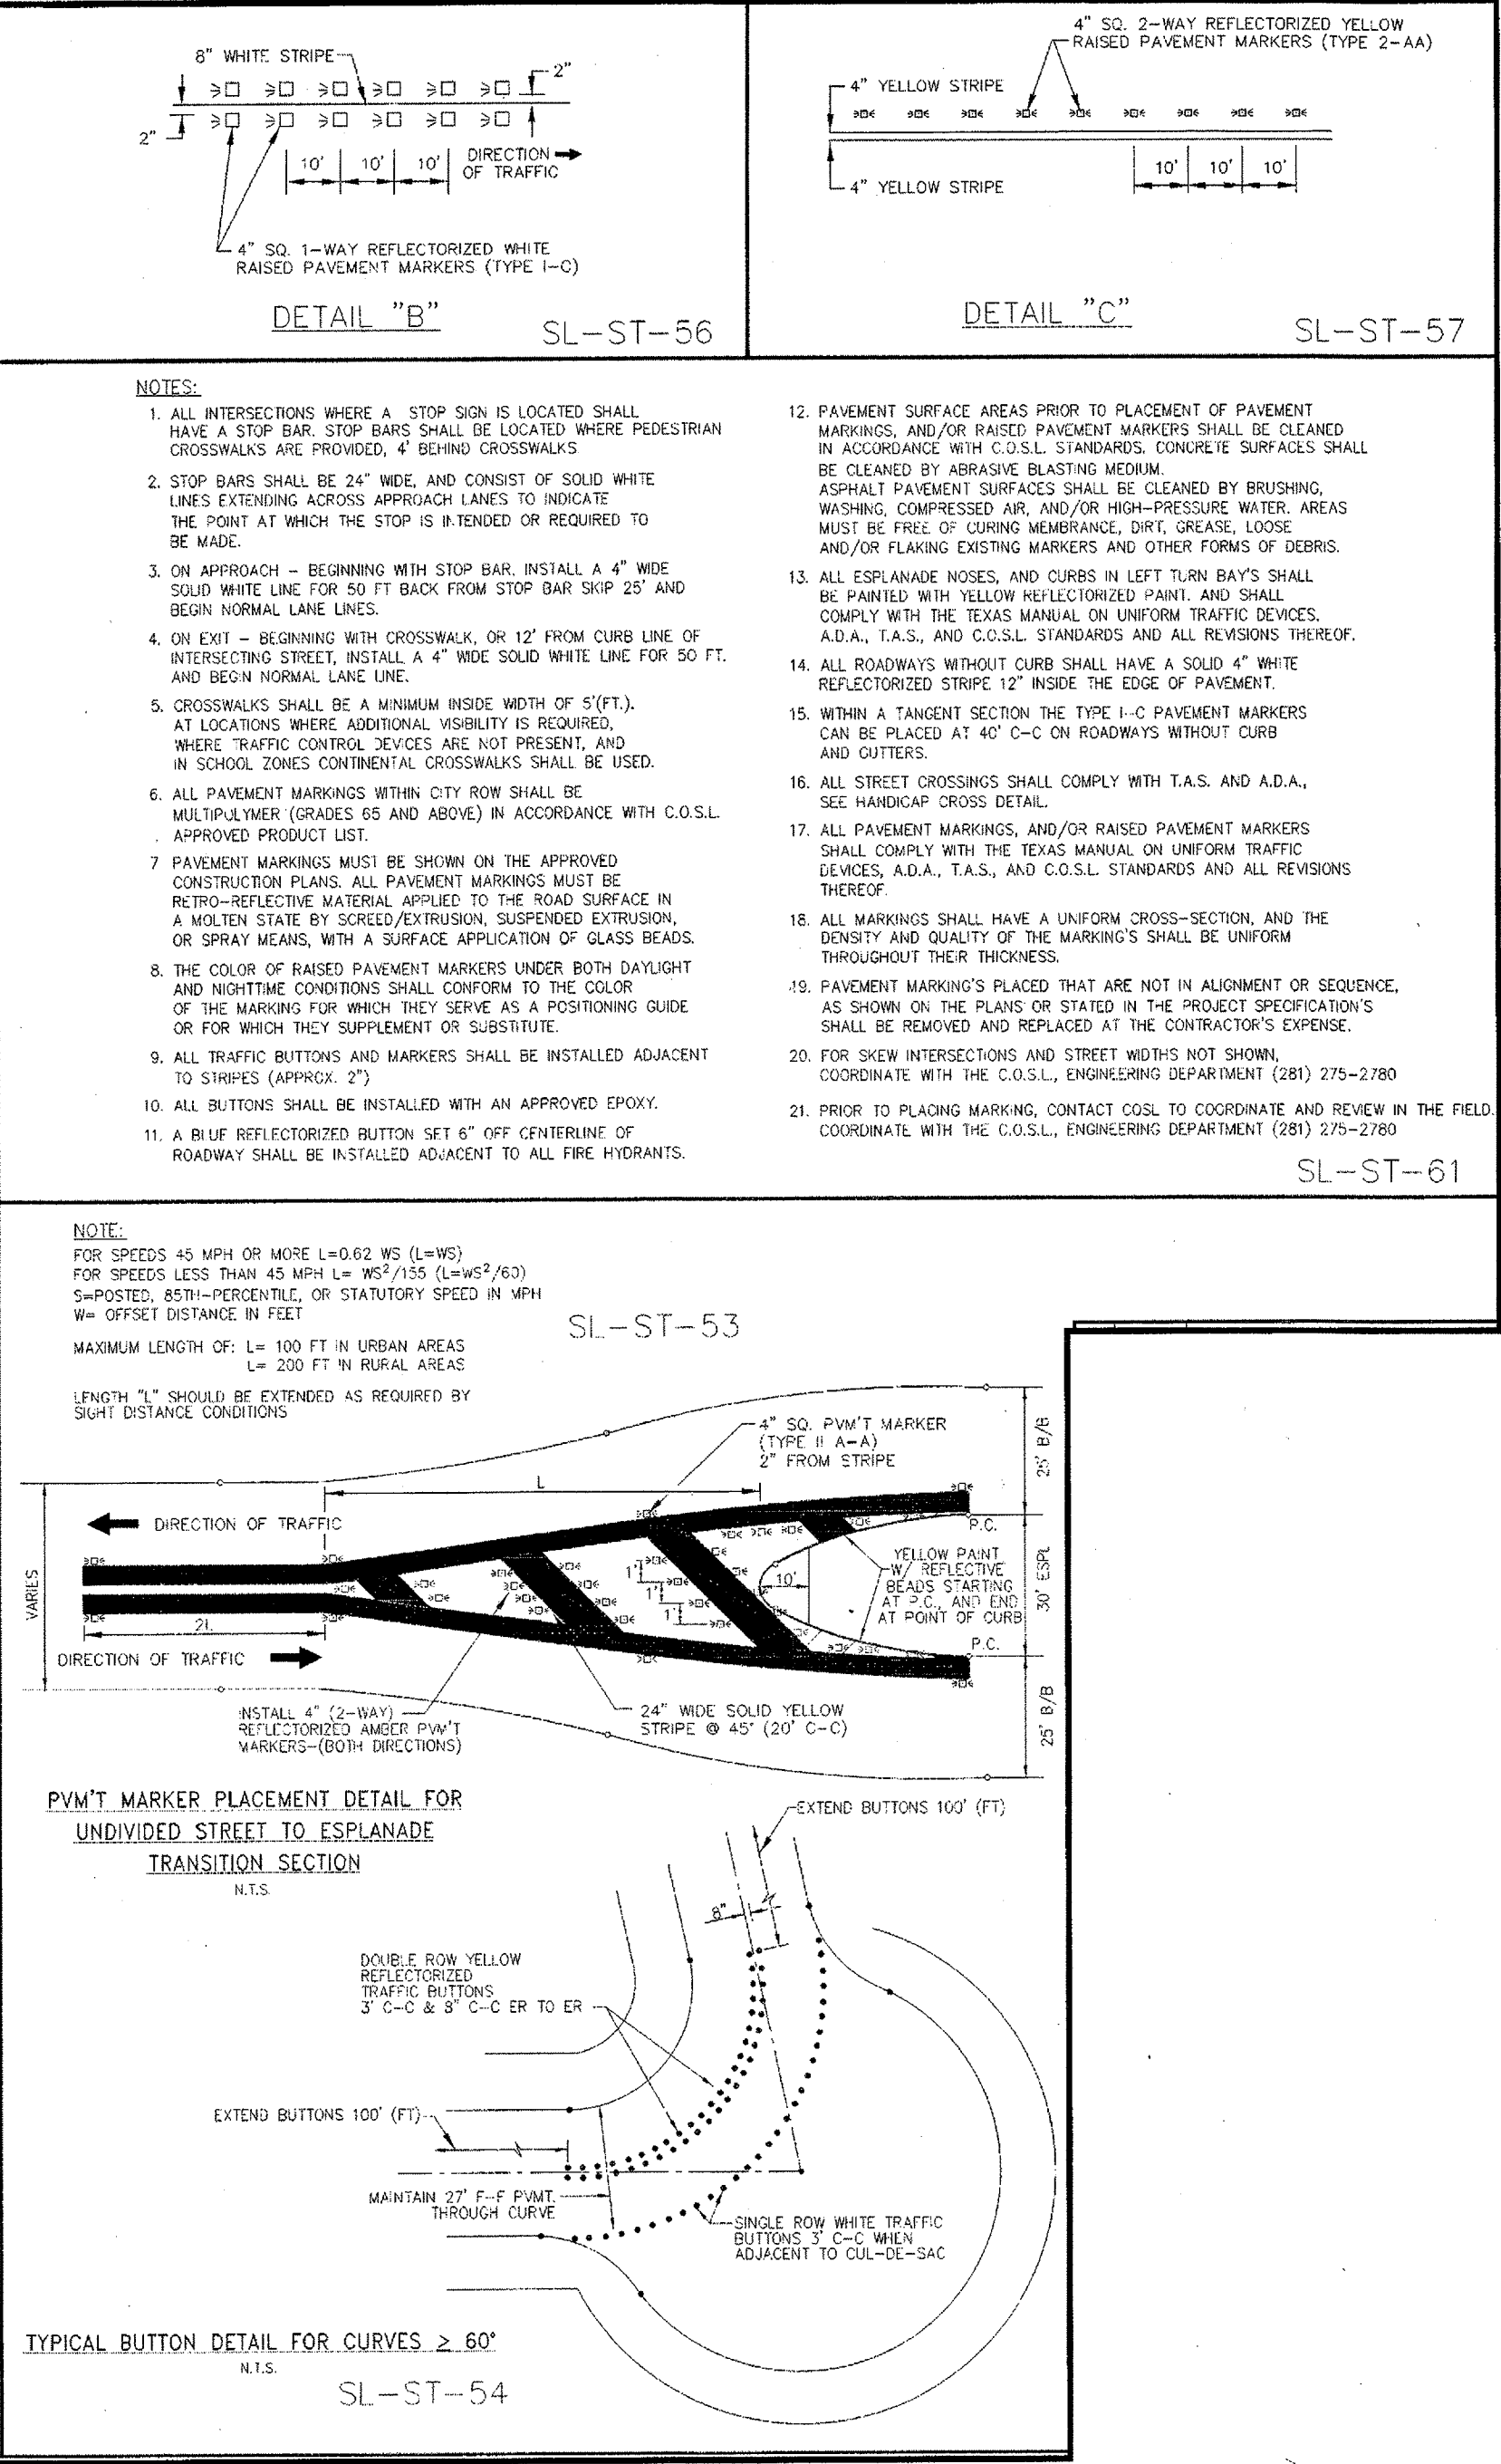 8" WHITE STRIPE
2"
2"
10' 10' 10'
DIRECTION
OF TRAFFIC
4" SQ. 1-WAY REFLECTORIZED WHITE
RAISED PAVEMENT MARKERS (TYPE I-C)
DETAIL "B"
SL-ST-56
4" SQ. 2-WAY REFLECTORIZED YELLOW
RAISED PAVEMENT MARKERS (TYPE 2-AA)
4" YELLOW STRIPE
4" YELLOW STRIPE
10' 10' 10'
DETAIL "C"
SL-ST-57
NOTES:
1. ALL INTERSECTIONS WHERE A STOP SIGN IS LOCATED SHALL
HAVE A STOP BAR. STOP BARS SHALL BE LOCATED WHERE PEDESTRIAN
CROSSWALKS ARE PROVIDED, 4' BEHIND CROSSWALKS.
2. STOP BARS SHALL BE 24" WIDE, AND CONSIST OF SOLID WHITE
LINES EXTENDING ACROSS APPROACH LANES TO INDICATE
THE POINT AT WHICH THE STOP IS INTENDED OR REQUIRED TO
BE MADE.
3. ON APPROACH - BEGINNING WITH STOP BAR, INSTALL A 4" WIDE
SOLID WHITE LINE FOR 50 FT BACK FROM STOP BAR SKIP 25' AND
BEGIN NORMAL LANE LINES.
4. ON EXIT - BEGINNING WITH CROSSWALK, OR 12' FROM CURB LINE OF
INTERSECTING STREET, INSTALL A 4" WIDE SOLID WHITE LINE FOR 50 FT.
AND BEGIN NORMAL LANE LINE.
5. CROSSWALKS SHALL BE A MINIMUM INSIDE WIDTH OF 5'(FT.).
AT LOCATIONS WHERE ADDITIONAL VISIBILITY IS REQUIRED,
WHERE TRAFFIC CONTROL DEVICES ARE NOT PRESENT, AND
IN SCHOOL ZONES CONTINENTAL CROSSWALKS SHALL BE USED.
6. ALL PAVEMENT MARKINGS WITHIN CITY ROW SHALL BE
MULTIPOLYMER (GRADES 65 AND ABOVE) IN ACCORDANCE WITH C.O.S.L.
APPROVED PRODUCT LIST.
7 PAVEMENT MARKINGS MUST BE SHOWN ON THE APPROVED
CONSTRUCTION PLANS. ALL PAVEMENT MARKINGS MUST BE
RETRO-REFLECTIVE MATERIAL APPLIED TO THE ROAD SURFACE IN
A MOLTEN STATE BY SCREED/EXTRUSION, SUSPENDED EXTRUSION,
OR SPRAY MEANS, WITH A SURFACE APPLICATION OF GLASS BEADS.
8. THE COLOR OF RAISED PAVEMENT MARKERS UNDER BOTH DAYLIGHT
AND NIGHTTIME CONDITIONS SHALL CONFORM TO THE COLOR
OF THE MARKING FOR WHICH THEY SERVE AS A POSITIONING GUIDE
OR FOR WHICH THEY SUPPLEMENT OR SUBSTITUTE.
9. ALL TRAFFIC BUTTONS AND MARKERS SHALL BE INSTALLED ADJACENT
TO STRIPES (APPROX. 2")
10. ALL BUTTONS SHALL BE INSTALLED WITH AN APPROVED EPOXY.
11. A BLUE REFLECTORIZED BUTTON SET 6" OFF CENTERLINE OF
ROADWAY SHALL BE INSTALLED ADJACENT TO ALL FIRE HYDRANTS.
12. PAVEMENT SURFACE AREAS PRIOR TO PLACEMENT OF PAVEMENT
MARKINGS, AND/OR RAISED PAVEMENT MARKERS SHALL BE CLEANED
IN ACCORDANCE WITH C.O.S.L. STANDARDS. CONCRETE SURFACES SHALL
BE CLEANED BY ABRASIVE BLASTING MEDIUM.
ASPHALT PAVEMENT SURFACES SHALL BE CLEANED BY BRUSHING,
WASHING, COMPRESSED AIR, AND/OR HIGH-PRESSURE WATER. AREAS
MUST BE FREE OF CURING MEMBRANCE, DIRT, GREASE, LOOSE
AND/OR FLAKING EXISTING MARKERS AND OTHER FORMS OF DEBRIS.
13. ALL ESPLANADE NOSES, AND CURBS IN LEFT TURN BAY'S SHALL
BE PAINTED WITH YELLOW REFLECTORIZED PAINT. AND SHALL
COMPLY WITH THE TEXAS MANUAL ON UNIFORM TRAFFIC DEVICES,
A.D.A., T.A.S., AND C.O.S.L. STANDARDS AND ALL REVISIONS THEREOF.
14. ALL ROADWAYS WITHOUT CURB SHALL HAVE A SOLID 4" WHITE
REFLECTORIZED STRIPE 12" INSIDE THE EDGE OF PAVEMENT.
15. WITHIN A TANGENT SECTION THE TYPE I-C PAVEMENT MARKERS
CAN BE PLACED AT 40' C-C ON ROADWAYS WITHOUT CURB
AND GUTTERS.
16. ALL STREET CROSSINGS SHALL COMPLY WITH T.A.S. AND A.D.A.,
SEE HANDICAP CROSS DETAIL.
17. ALL PAVEMENT MARKINGS, AND/OR RAISED PAVEMENT MARKERS
SHALL COMPLY WITH THE TEXAS MANUAL ON UNIFORM TRAFFIC
DEVICES, A.D.A., T.A.S., AND C.O.S.L. STANDARDS AND ALL REVISIONS
THEREOF.
18. ALL MARKINGS SHALL HAVE A UNIFORM CROSS-SECTION, AND THE
DENSITY AND QUALITY OF THE MARKING'S SHALL BE UNIFORM
THROUGHOUT THEIR THICKNESS.
19. PAVEMENT MARKING'S PLACED THAT ARE NOT IN ALIGNMENT OR SEQUENCE,
AS SHOWN ON THE PLANS OR STATED IN THE PROJECT SPECIFICATION'S
SHALL BE REMOVED AND REPLACED AT THE CONTRACTOR'S EXPENSE.
20. FOR SKEW INTERSECTIONS AND STREET WIDTHS NOT SHOWN,
COORDINATE WITH THE C.O.S.L., ENGINEERING DEPARTMENT (281) 275-2780
21. PRIOR TO PLACING MARKING, CONTACT COSL TO COORDINATE AND REVIEW IN THE FIELD.
COORDINATE WITH THE C.O.S.L., ENGINEERING DEPARTMENT (281) 275-2780
SL-ST-61
NOTE:
FOR SPEEDS 45 MPH OR MORE L=0.62 WS (L=WS)
FOR SPEEDS LESS THAN 45 MPH L= WS²/155 (L=WS²/60)
S=POSTED, 85TH-PERCENTILE, OR STATUTORY SPEED IN MPH
W= OFFSET DISTANCE IN FEET
MAXIMUM LENGTH OF: L= 100 FT IN URBAN AREAS
L= 200 FT IN RURAL AREAS
LENGTH "L" SHOULD BE EXTENDED AS REQUIRED BY
SIGHT DISTANCE CONDITIONS
SL-ST-53
4" SQ. PVM'T MARKER
(TYPE II A-A)
2" FROM STRIPE
25' B/B
L
DIRECTION OF TRAFFIC
P.C.
YELLOW PAINT
W/ REFLECTIVE
BEADS STARTING
AT P.C., AND END
AT POINT OF CURB
10'
1'
1'
1'
30' ESPL
VARIES
2L
P.C.
DIRECTION OF TRAFFIC
25' B/B
INSTALL 4" (2-WAY)
REFLECTORIZED AMBER PVM'T
MARKERS-(BOTH DIRECTIONS)
24" WIDE SOLID YELLOW
STRIPE @ 45° (20' C-C)
PVM'T MARKER PLACEMENT DETAIL FOR
UNDIVIDED STREET TO ESPLANADE
TRANSITION SECTION
N.T.S.
EXTEND BUTTONS 100' (FT)
8"
DOUBLE ROW YELLOW
REFLECTORIZED
TRAFFIC BUTTONS
3' C-C & 8" C-C ER TO ER
EXTEND BUTTONS 100' (FT)
MAINTAIN 27' F-F PVMT.
THROUGH CURVE
SINGLE ROW WHITE TRAFFIC
BUTTONS 3' C-C WHEN
ADJACENT TO CUL-DE-SAC
TYPICAL BUTTON DETAIL FOR CURVES ≥ 60°
N.T.S.
SL-ST-54